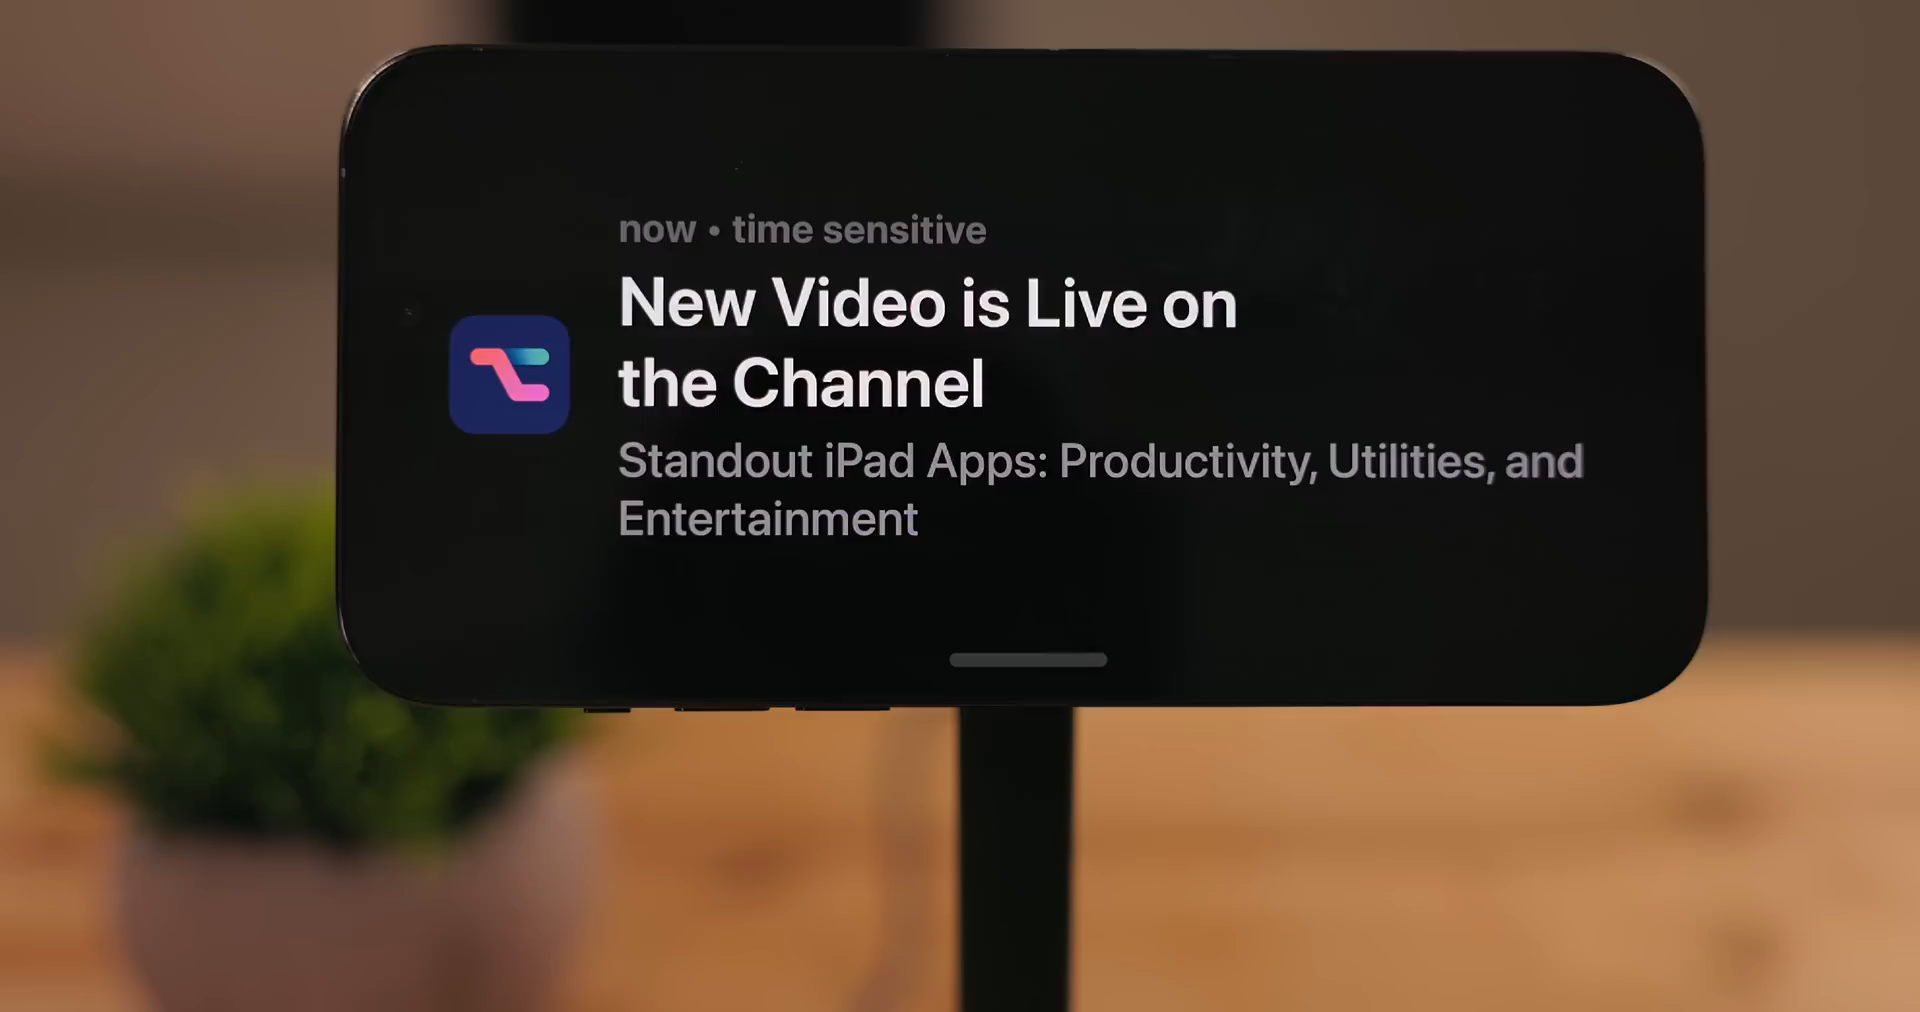 now • time sensitive
New Video is Live on
the Channel
Standout iPad Apps: Productivity, Utilities, and
Entertainment